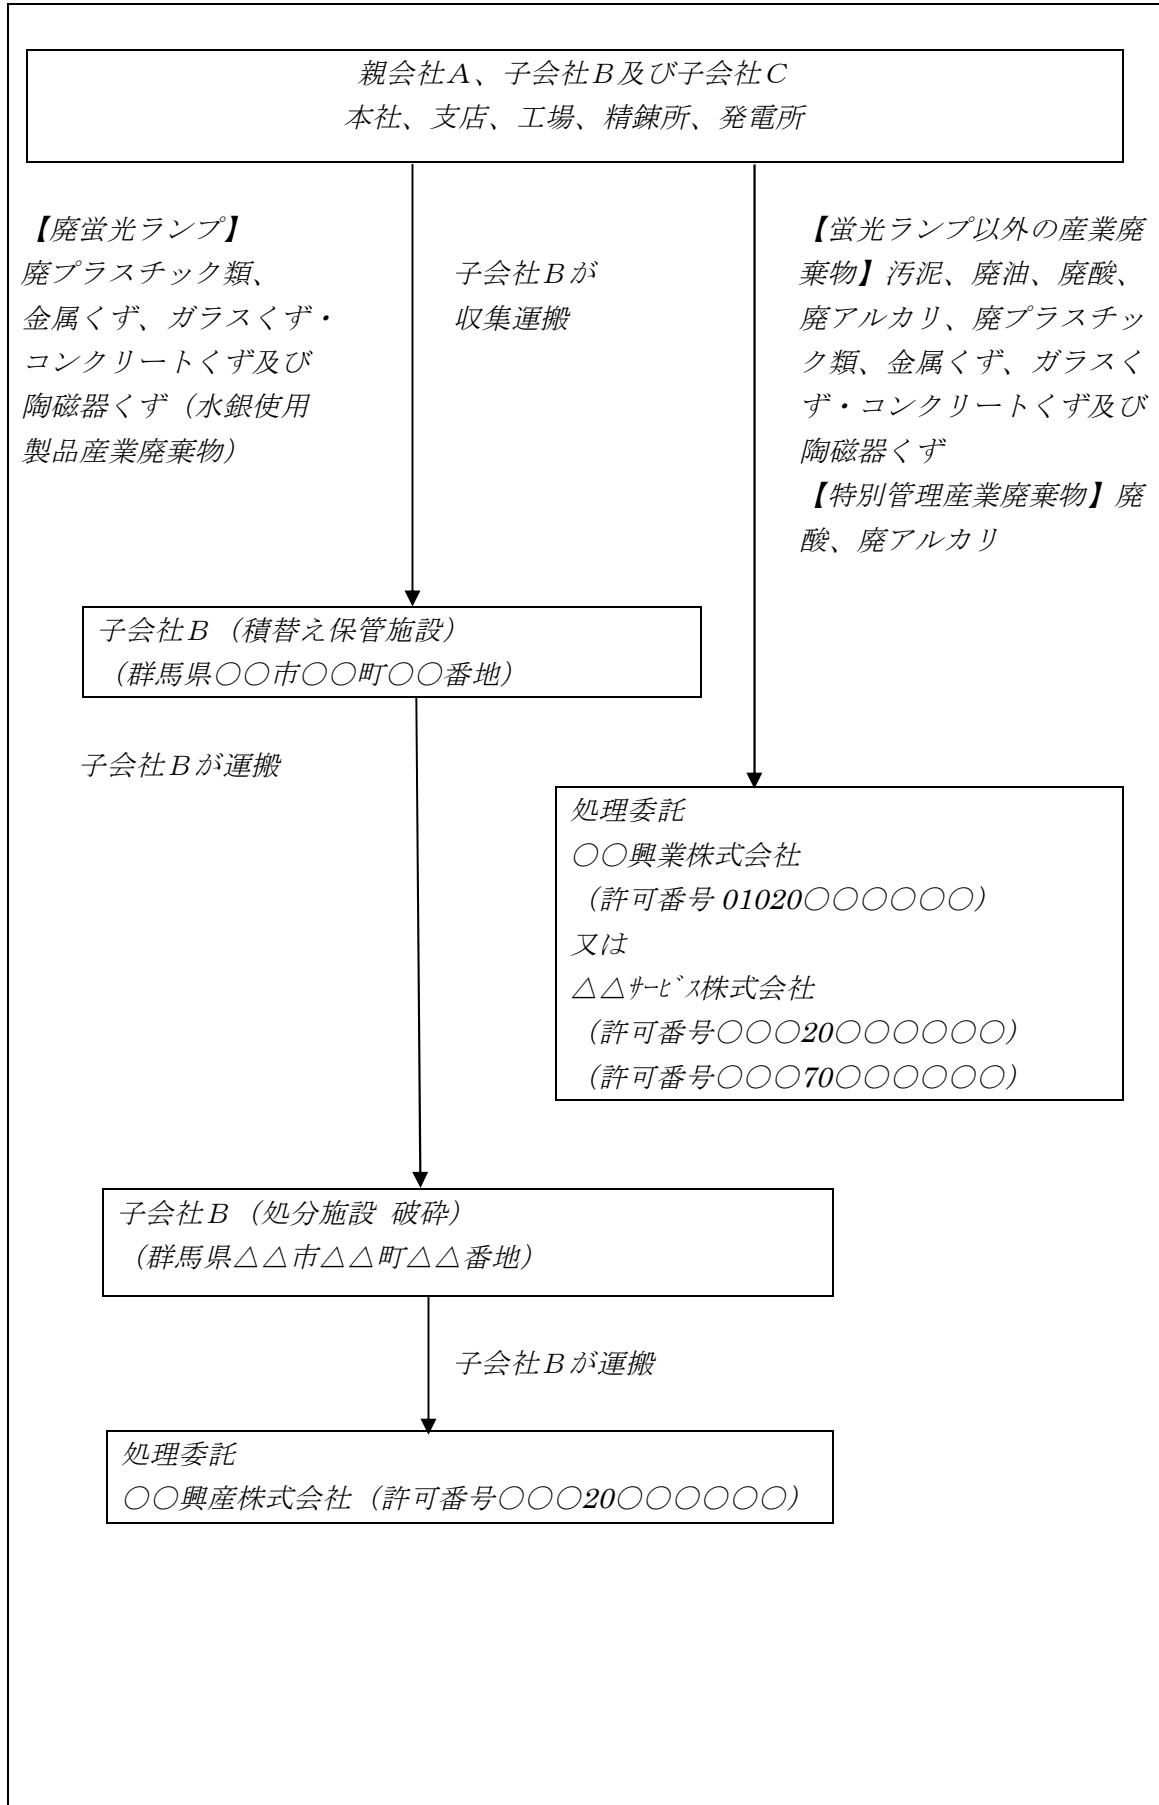 親会社A、子会社B及び子会社C
本社、支店、工場、精錬所、発電所
【廃蛍光ランプ】
廃プラスチック類、
金属くず、ガラスくず・
コンクリートくず及び
陶磁器くず(水銀使用
製品産業廃棄物)
子会社Bが
収集運搬
【蛍光ランプ以外の産業廃
棄物】汚泥、廃油、廃酸、
廃アルカリ、廃プラスチッ
ク類、金属くず、ガラスく
ず・コンクリートくず及び
陶磁器くず
【特別管理産業廃棄物】廃
酸、廃アルカリ
子会社B(積替え保管施設)
(群馬県○○市○○町○○番地)
子会社Bが運搬
処理委託
○○興業株式会社
(許可番号 01020○○○○○○)
又は
△△ｻｰﾋﾞｽ株式会社
(許可番号○○○20○○○○○○)
(許可番号○○○70○○○○○○)
子会社B(処分施設 破砕)
(群馬県△△市△△町△△番地)
子会社Bが運搬
処理委託
○○興産株式会社(許可番号○○○20○○○○○○)